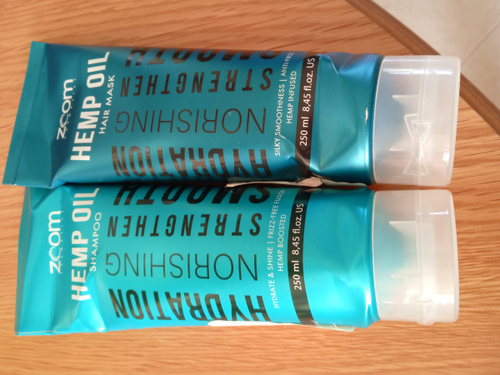 zoom
HEMP OIL
HAIR MASK
SMOOTH
STRENGTHEN
NORISHING
HYDRATION
SILKY SMOOTHNESS | ANTI-FRIZZ
HEMP INFUSED
250 ml 8,45 fl.oz. US
zoom
HEMP OIL
SHAMPOO
SMOOTH
STRENGTHEN
NORISHING
HYDRATION
HYDRATE & SHINE | FRIZZ-FREE
HEMP BOOSTED
250 ml 8,45 fl.oz. US